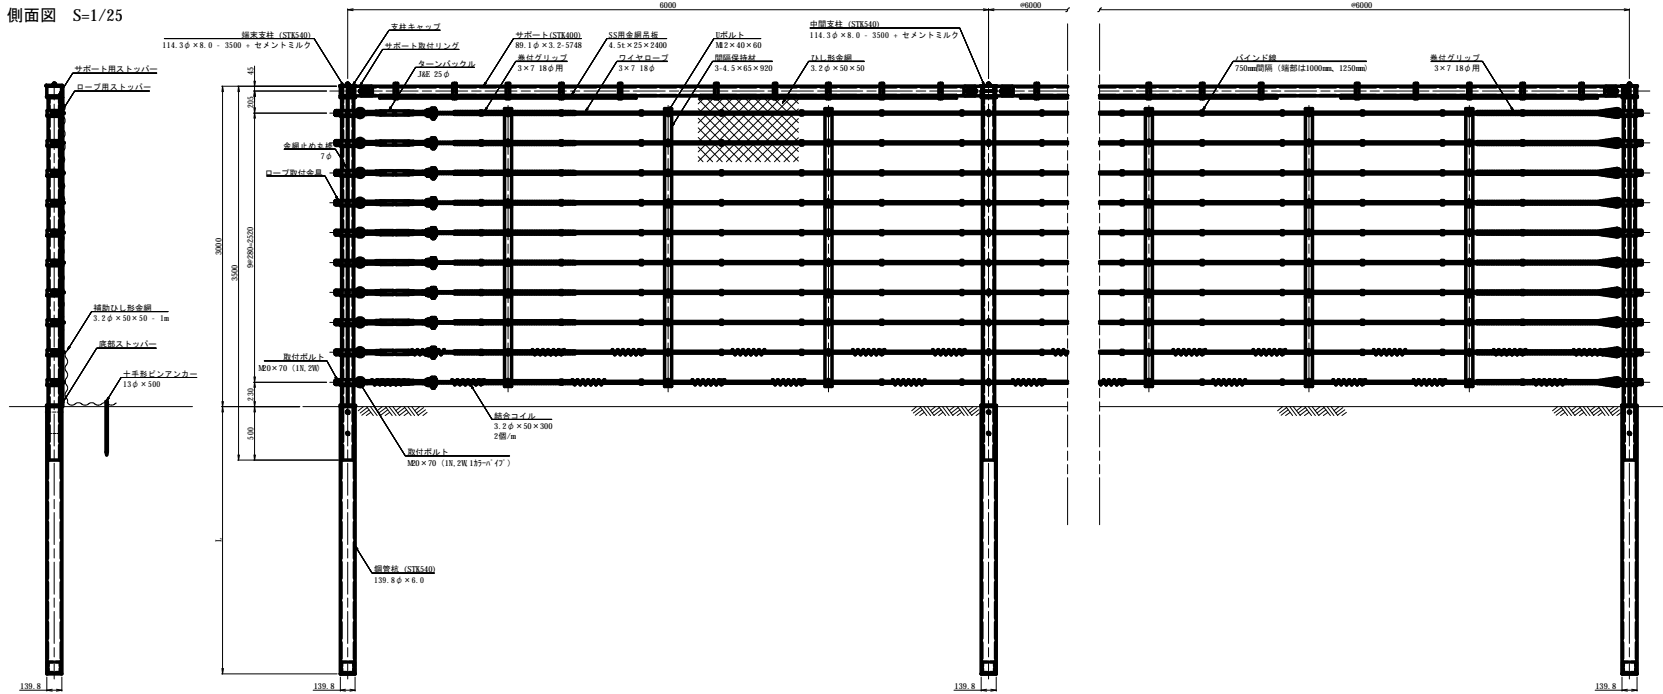 側面図 S=1/25
6000
@6000
@6000
端末支柱 (STK540)
114.3φ×8.0 - 3500 + セメントミルク
支柱キャップ
サポート取付リング
ターンバックル
J&E 25φ
サポート(STK400)
89.1φ×3.2-5748
巻付グリップ
3×7 18φ用
SS用金網吊板
4.5t×25×2400
ワイヤロープ
3×7 18φ
Uボルト
M12×40×60
間隔保持材
3-4.5×65×920
中間支柱 (STK540)
114.3φ×8.0 - 3500 + セメントミルク
ひし形金網
3.2φ×50×50
バインド線
750mm間隔 (端部は1000mm、1250mm)
巻付グリップ
3×7 18φ用
サポート用ストッパー
ロープ用ストッパー
45
205
金網止め丸棒
7φ
ロープ取付金具
3000
3500
9@280=2520
補助ひし形金網
3.2φ×50×50 - 1m
底部ストッパー
十手形ピンアンカー
13φ×500
取付ボルト
M20×70 (1N, 2W)
230
500
結合コイル
3.2φ×50×300
2個/m
取付ボルト
M20×70 (1N, 2W, 1カラーパイプ)
L
鋼管杭 (STK540)
139.8φ×6.0
139.8
139.8
139.8
139.8